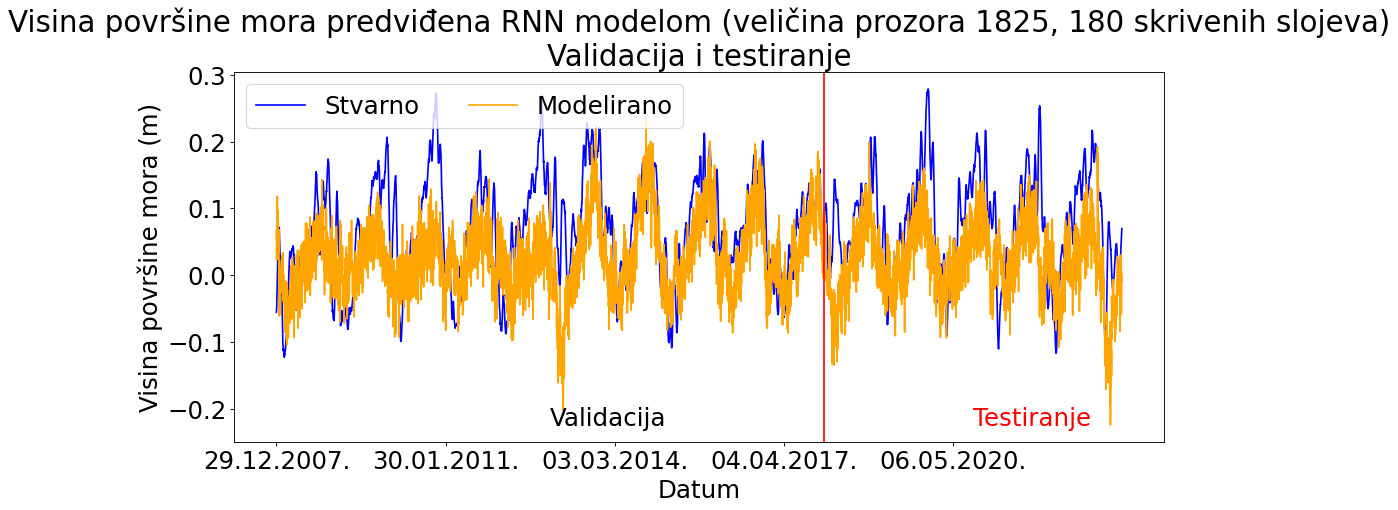 Visina površine mora predviđena RNN modelom (veličina prozora 1825, 180 skrivenih slojeva)
Validacija i testiranje
Stvarno Modelirano
Visina površine mora (m)
0.3
0.2
0.1
0.0
−0.1
−0.2
Validacija Testiranje
29.12.2007. 30.01.2011. 03.03.2014. 04.04.2017. 06.05.2020.
Datum